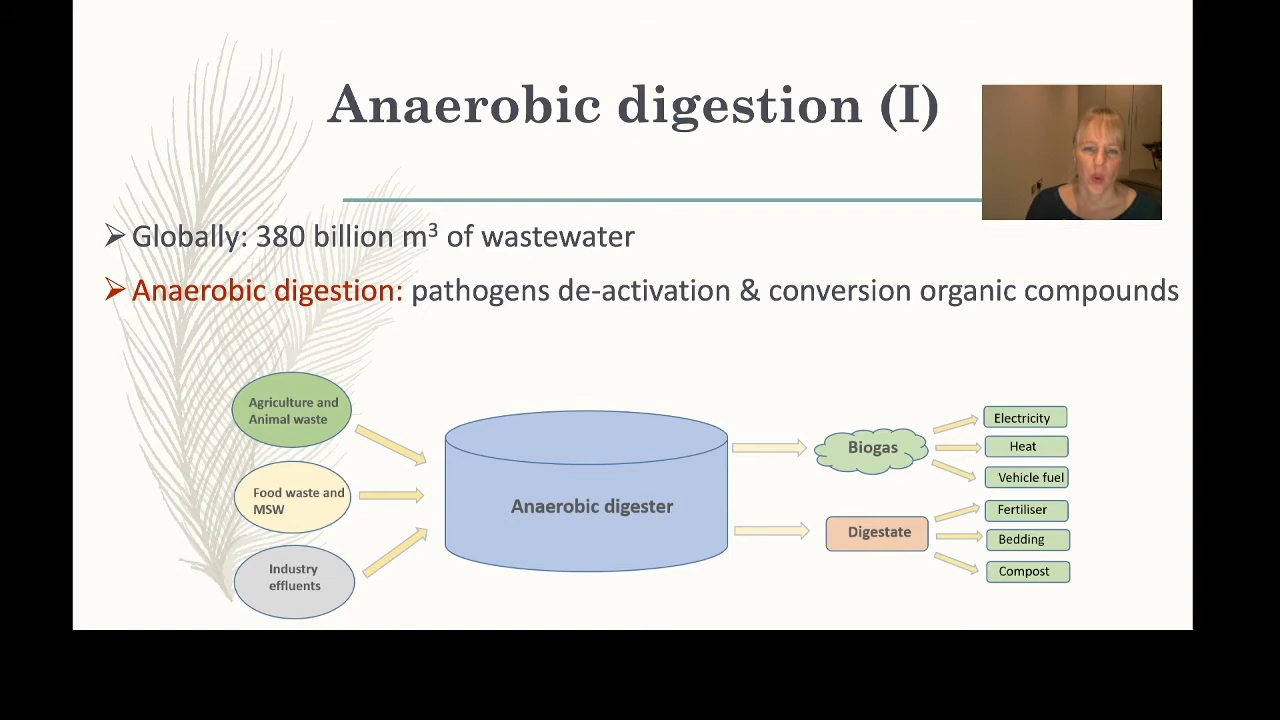 Anaerobic digestion (I)
Globally: 380 billion m³ of wastewater
Anaerobic digestion: pathogens de-activation & conversion organic compounds
Agriculture and
Animal waste
Food waste and
MSW
Industry
effluents
Anaerobic digester
Biogas
Digestate
Electricity
Heat
Vehicle fuel
Fertiliser
Bedding
Compost